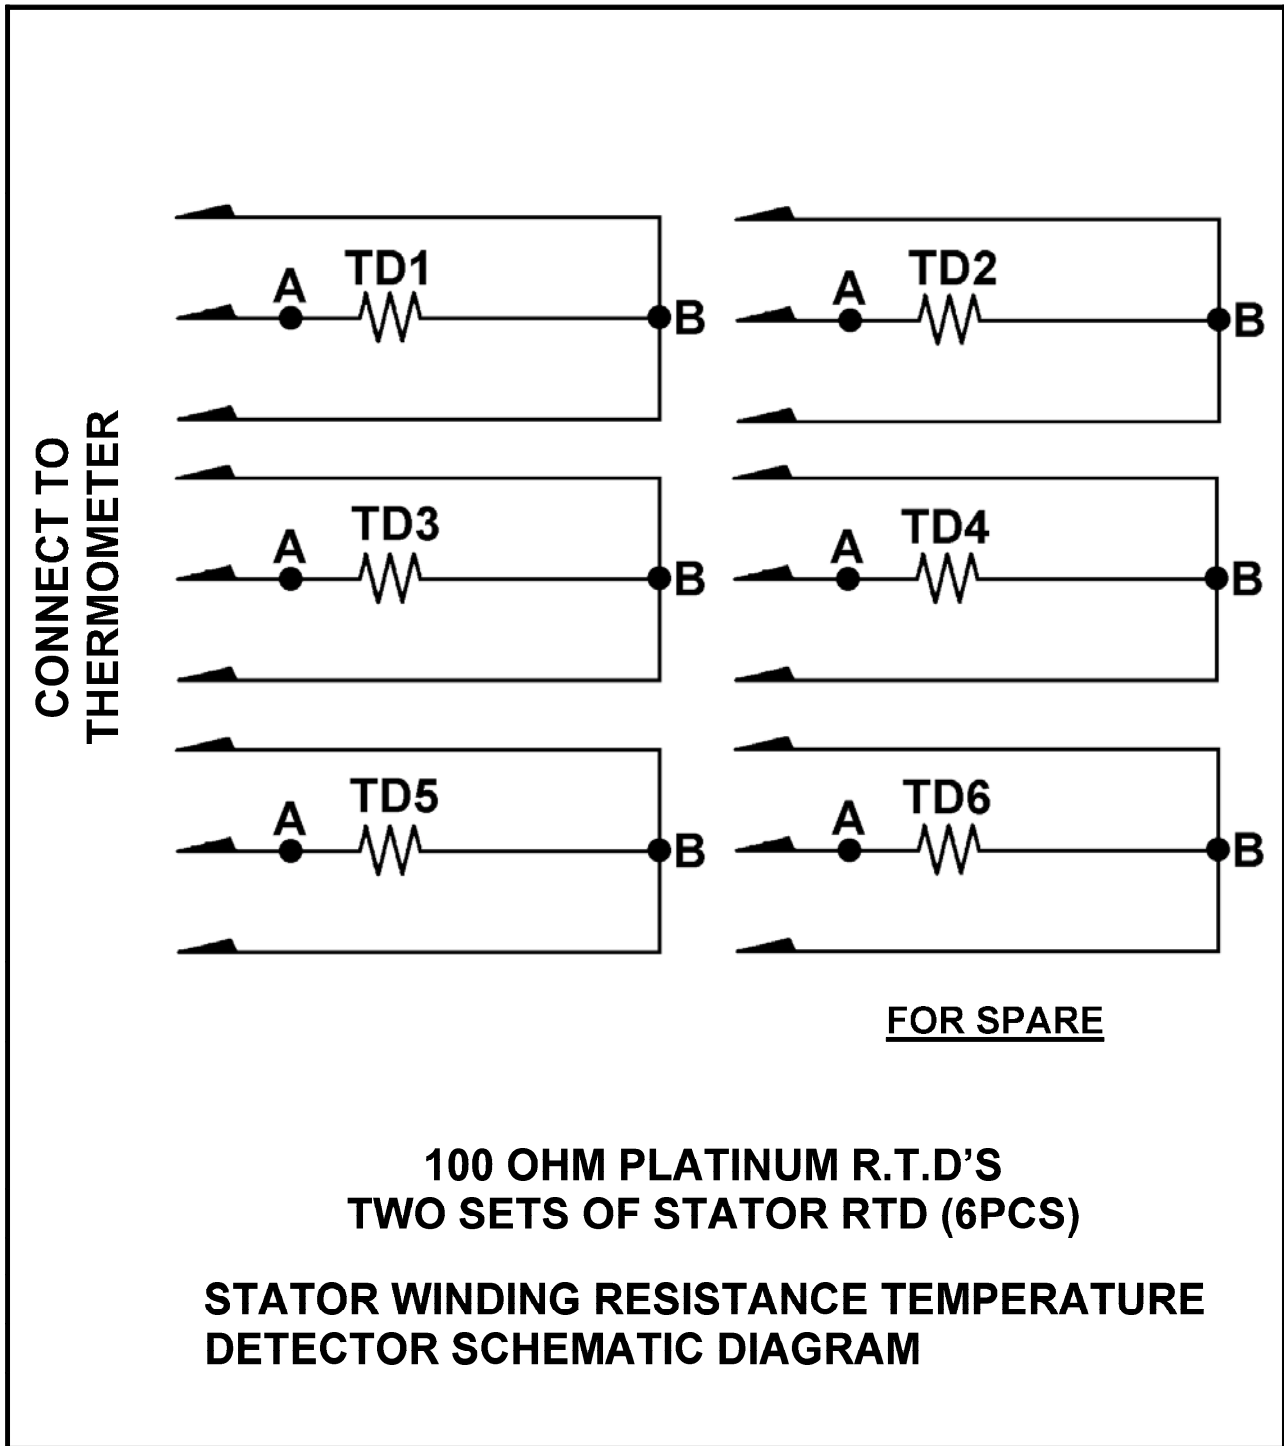 TD1
A
B
TD2
A
B
CONNECT TO
THERMOMETER
TD3
A
B
TD4
A
B
TD5
A
B
TD6
A
B
FOR SPARE
100 OHM PLATINUM R.T.D’S
TWO SETS OF STATOR RTD (6PCS)
STATOR WINDING RESISTANCE TEMPERATURE
DETECTOR SCHEMATIC DIAGRAM